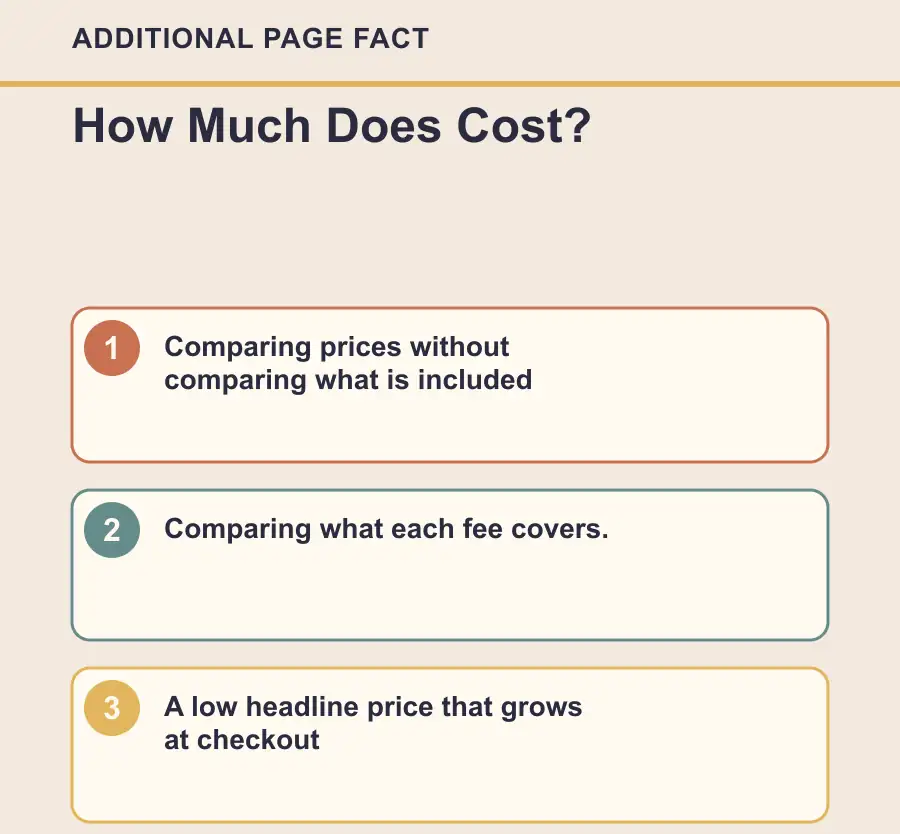 ADDITIONAL PAGE FACT
How Much Does Cost?
1
Comparing prices without
comparing what is included
2
Comparing what each fee covers.
3
A low headline price that grows
at checkout